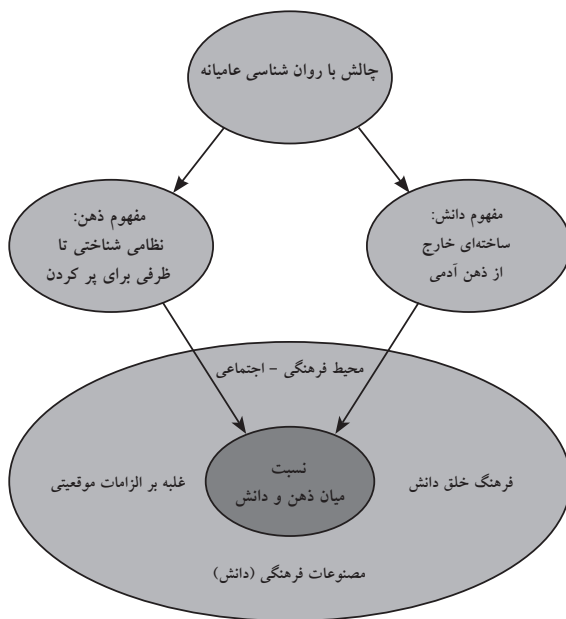 چالش با روان شناسی عامیانه
مفهوم دانش:
ساخته‌ای خارج
از ذهن آدمی
مفهوم ذهن:
نظامی شناختی تا
ظرفی برای پر کردن
محیط فرهنگی - اجتماعی
فرهنگ خلق دانش
نسبت
میان ذهن و دانش
غلبه بر الزامات موقعیتی
مصنوعات فرهنگی (دانش)